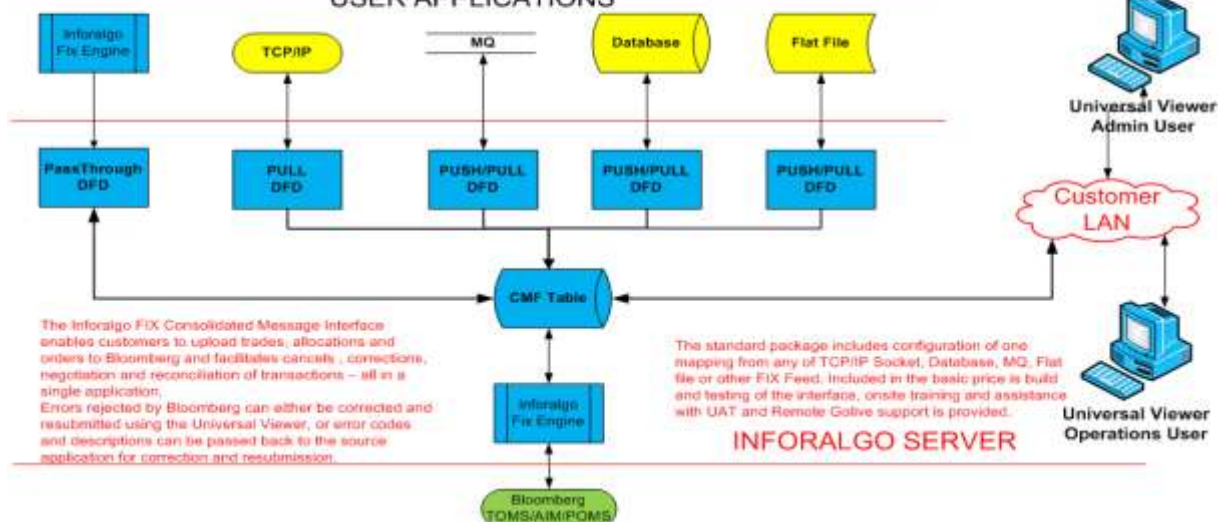 USER APPLICATIONS
Inforalgo
Fix Engine
TCP/IP
MQ
Database
Flat File
Universal Viewer
Admin User
PassThrough
DFD
PULL
DFD
PUSH/PULL
DFD
PUSH/PULL
DFD
PUSH/PULL
DFD
Customer
LAN
CMF Table
The Inforalgo FIX Consolidated Message Interface
enables customers to upload trades, allocations and
orders to Bloomberg and facilitates cancels , corrections,
negotiation and reconciliation of transactions – all in a
single application.
Errors rejected by Bloomberg can either be corrected and
resubmitted using the Universal Viewer, or error codes
and descriptions can be passed back to the source
application for correction and resubmission.
The standard package includes configuration of one
mapping from any of TCP/IP Socket, Database, MQ, Flat
file or other FIX Feed. Included in the basic price is build
and testing of the interface, onsite training and assistance
with UAT and Remote Golive support is provided.
Inforalgo
Fix Engine
INFORALGO SERVER
Universal Viewer
Operations User
Bloomberg
TOMS/AIM/POMS